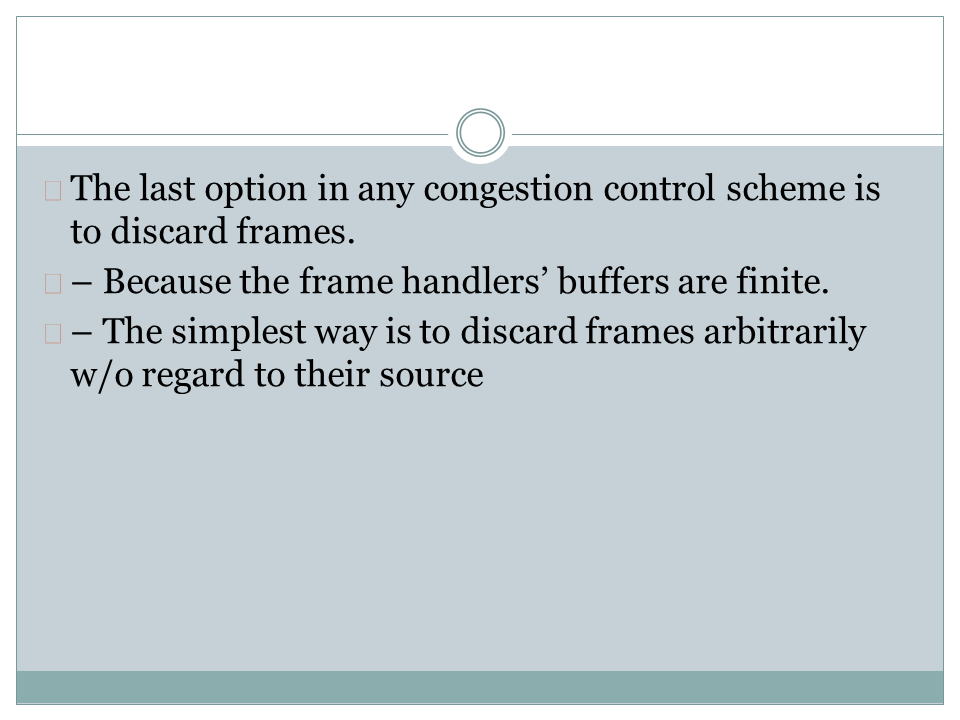 The last option in any congestion control scheme is
to discard frames.
– Because the frame handlers’ buffers are finite.
– The simplest way is to discard frames arbitrarily
w/o regard to their source